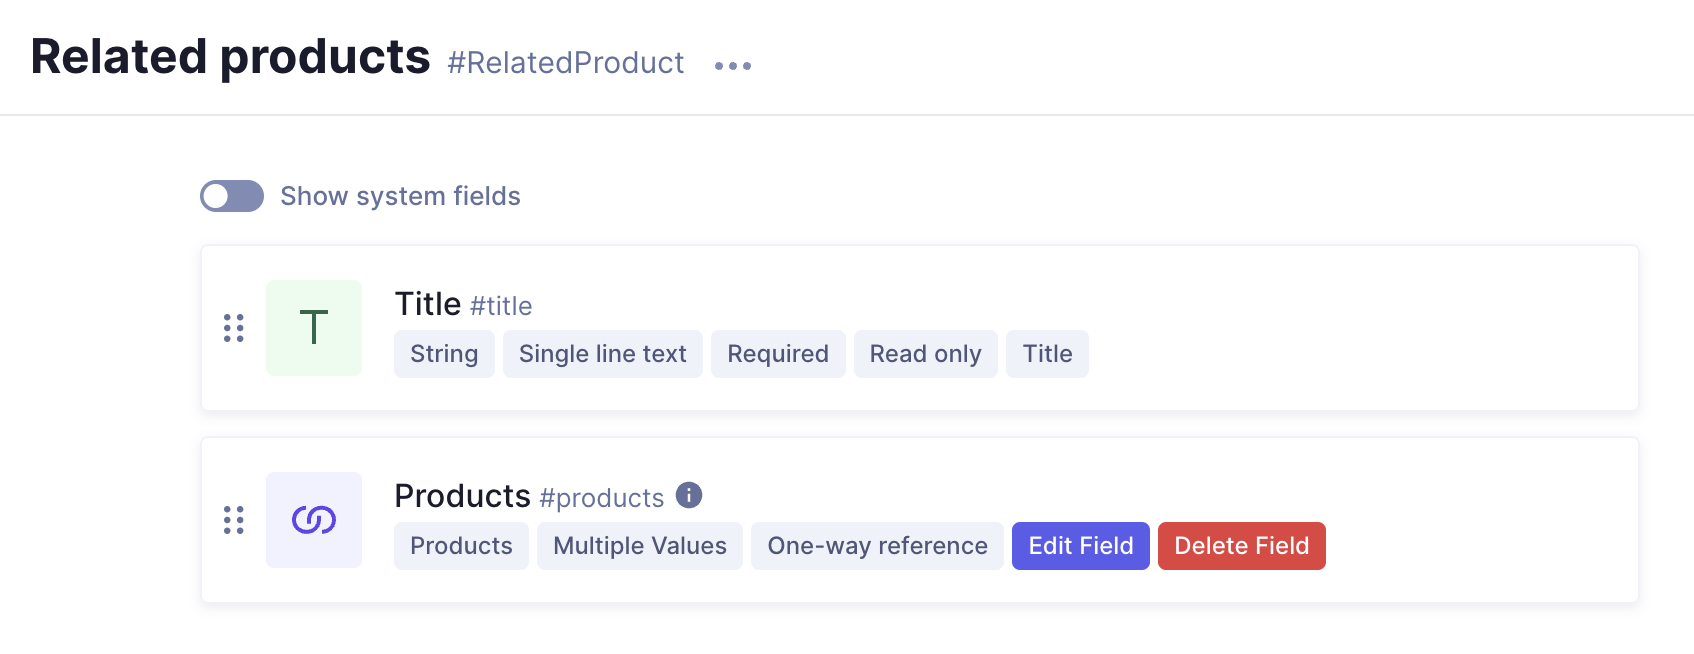 Related products #RelatedProduct
Show system fields
T
Title #title
String Single line text Required Read only Title
Products #products
Products Multiple Values One-way reference Edit Field Delete Field